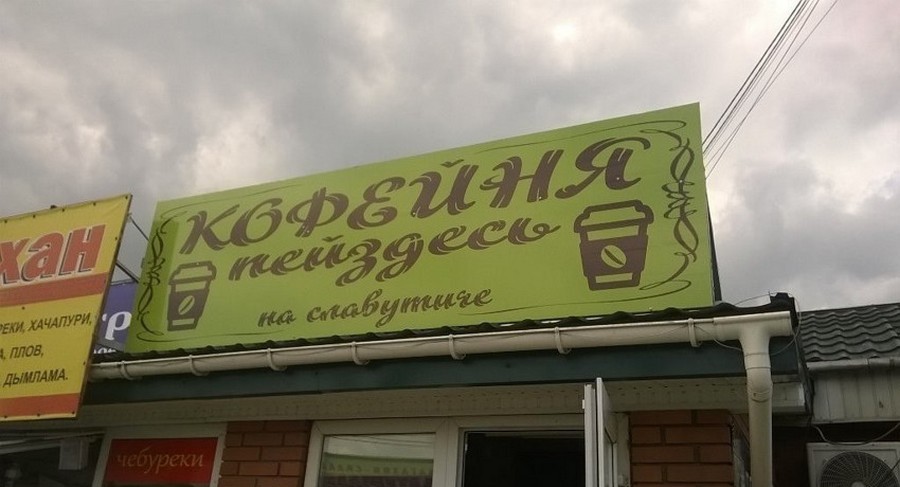 КОФЕЙНЯ
пейздесь
на славутиче
хан
РЕКИ, ХАЧАПУРИ,
ПЛОВ,
ДЫМЛАМА.
чебуреки